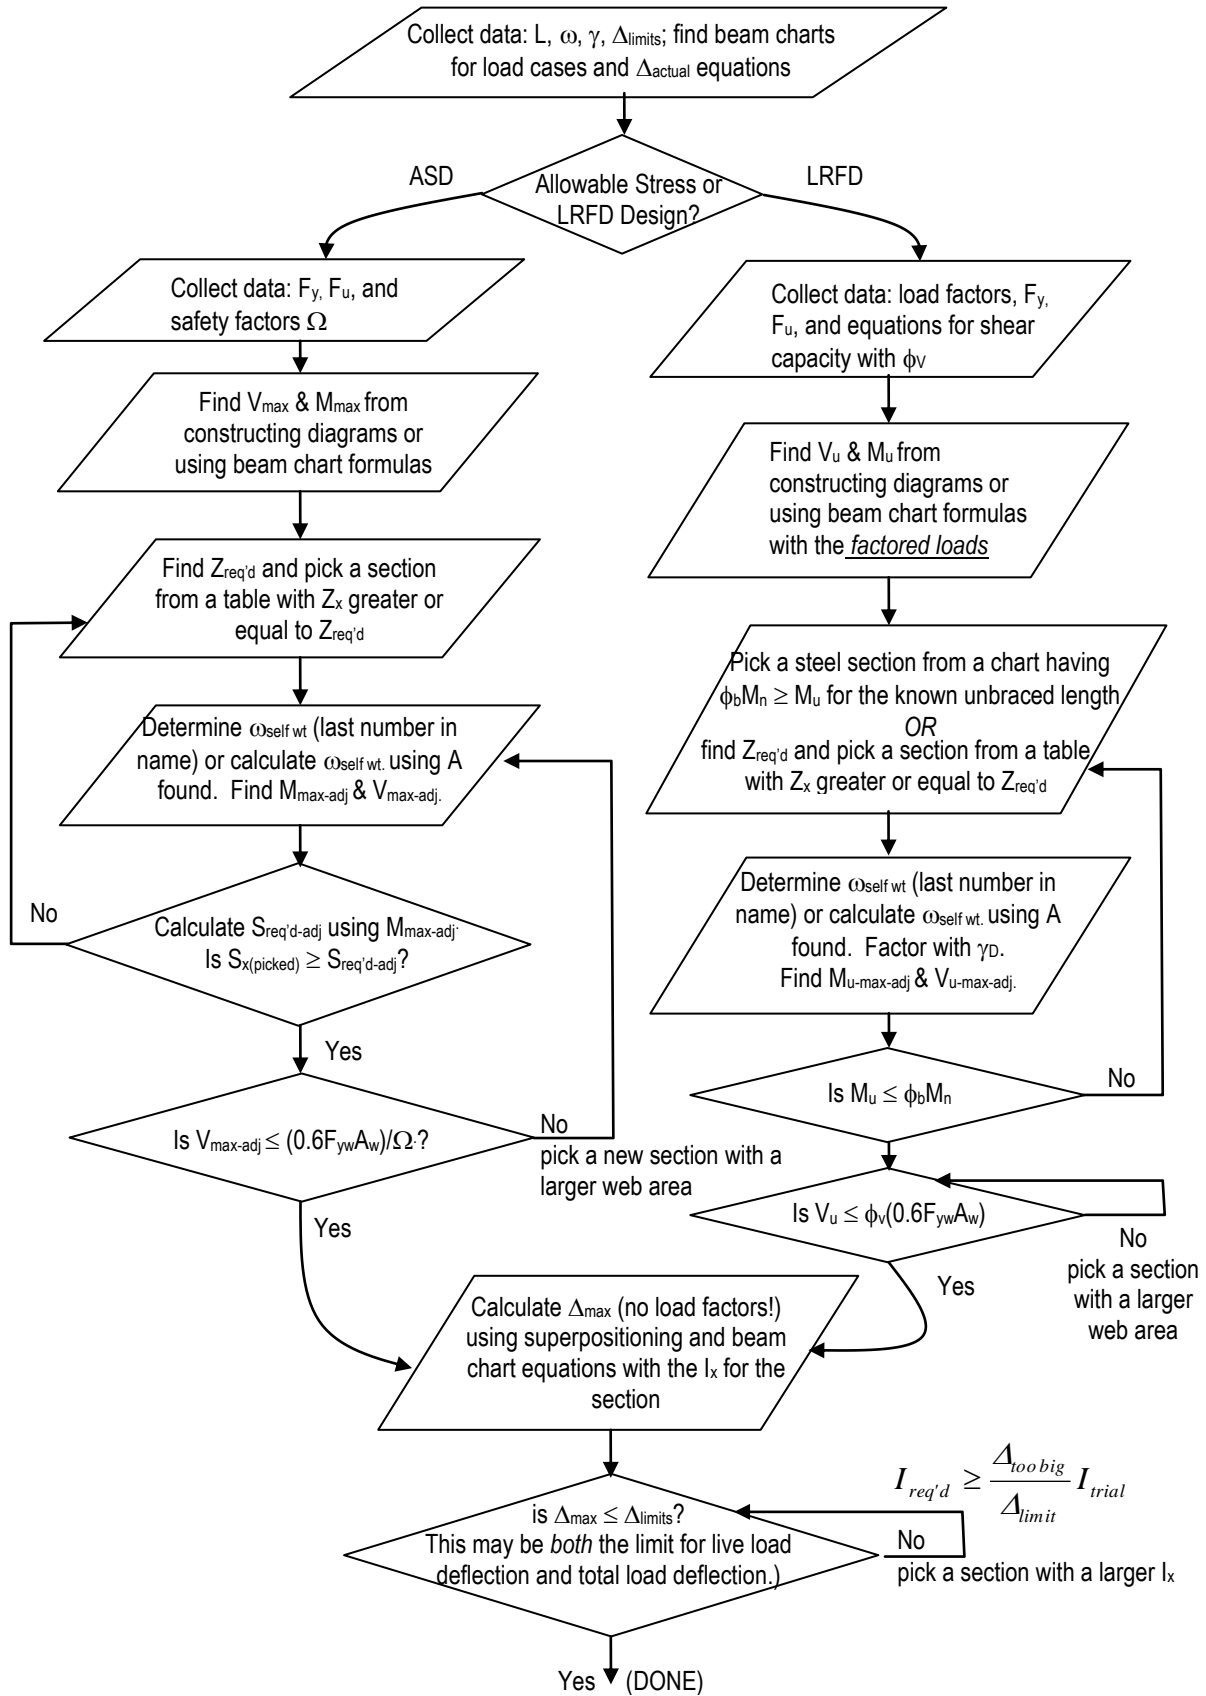 Collect data: L, ω, γ, Δlimits; find beam charts
for load cases and Δactual equations
ASD
Allowable Stress or
LRFD Design?
LRFD
Collect data: Fy, Fu, and
safety factors Ω
Collect data: load factors, Fy,
Fu, and equations for shear
capacity with ϕV
Find Vmax & Mmax from
constructing diagrams or
using beam chart formulas
Find Vu & Mu from
constructing diagrams or
using beam chart formulas
with the factored loads
Find Zreq'd and pick a section
from a table with Zx greater or
equal to Zreq'd
Pick a steel section from a chart having
ϕbMn ≥ Mu for the known unbraced length
OR
find Zreq'd and pick a section from a table
with Zx greater or equal to Zreq'd
Determine ωself wt (last number in
name) or calculate ωself wt. using A
found. Find Mmax-adj & Vmax-adj.
Determine ωself wt (last number in
name) or calculate ωself wt. using A
found. Factor with γD.
Find Mu-max-adj & Vu-max-adj.
No
Calculate Sreq'd-adj using Mmax-adj.
Is Sx(picked) ≥ Sreq'd-adj?
Yes
Is Mu ≤ ϕbMn
No
Is Vmax-adj ≤ (0.6FywAw)/Ω.?
No
pick a new section with a
larger web area
Yes
Is Vu ≤ ϕv(0.6FywAw)
No
pick a section
with a larger
web area
Yes
Calculate Δmax (no load factors!)
using superpositioning and beam
chart equations with the Ix for the
section
Ireq'd ≥ Δtoo big / Δlimit Itrial
is Δmax ≤ Δlimits?
This may be both the limit for live load
deflection and total load deflection.)
No
pick a section with a larger Ix
Yes (DONE)